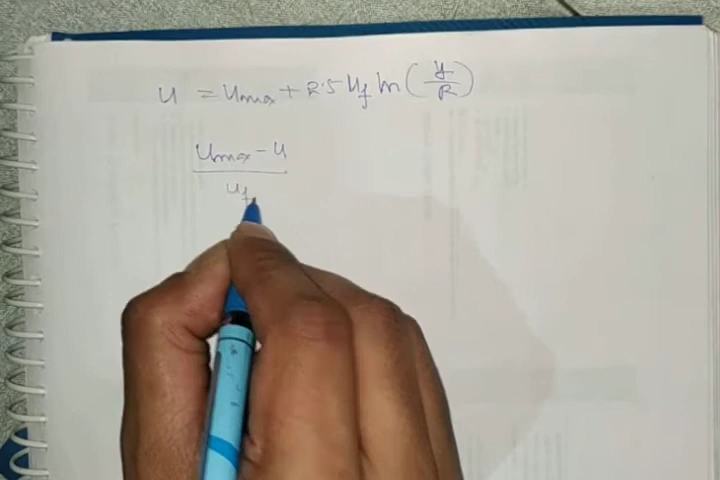 u = umax + 2.5 uf ln (y/R)
umax - u
uf